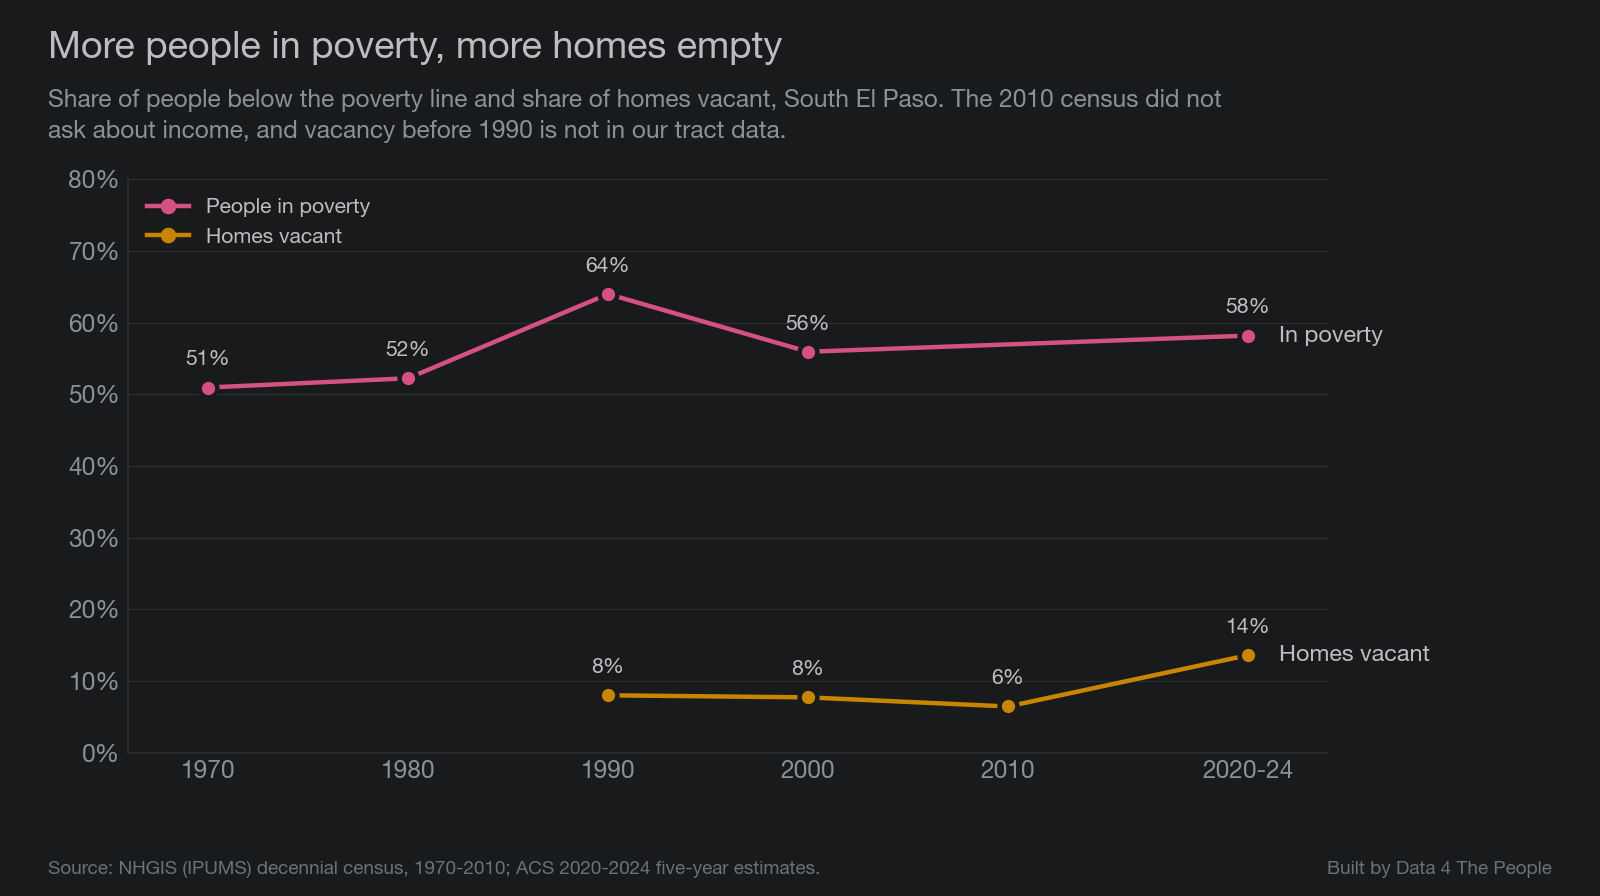 More people in poverty, more homes empty
Share of people below the poverty line and share of homes vacant, South El Paso. The 2010 census did not
ask about income, and vacancy before 1990 is not in our tract data.
80%
People in poverty
Homes vacant
70%
64%
60%
56%
58%
In poverty
51%
52%
50%
40%
30%
20%
14%
Homes vacant
10%
8%
8%
6%
0%
1970
1980
1990
2000
2010
2020-24
Source: NHGIS (IPUMS) decennial census, 1970-2010; ACS 2020-2024 five-year estimates.
Built by Data 4 The People